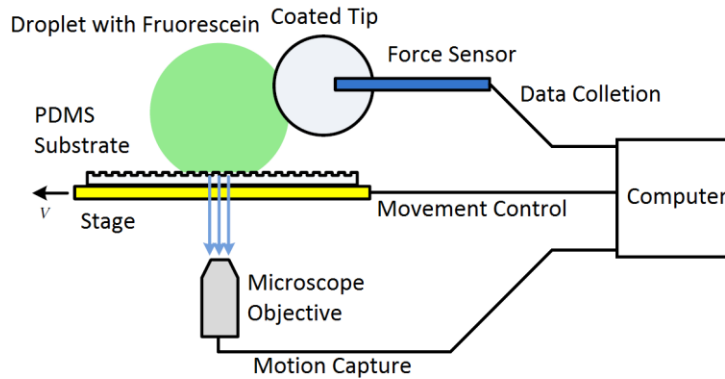 Droplet with Fruorescein
Coated Tip
Force Sensor
Data Colletion
PDMS
Substrate
Computer
V
Stage
Movement Control
Microscope
Objective
Motion Capture